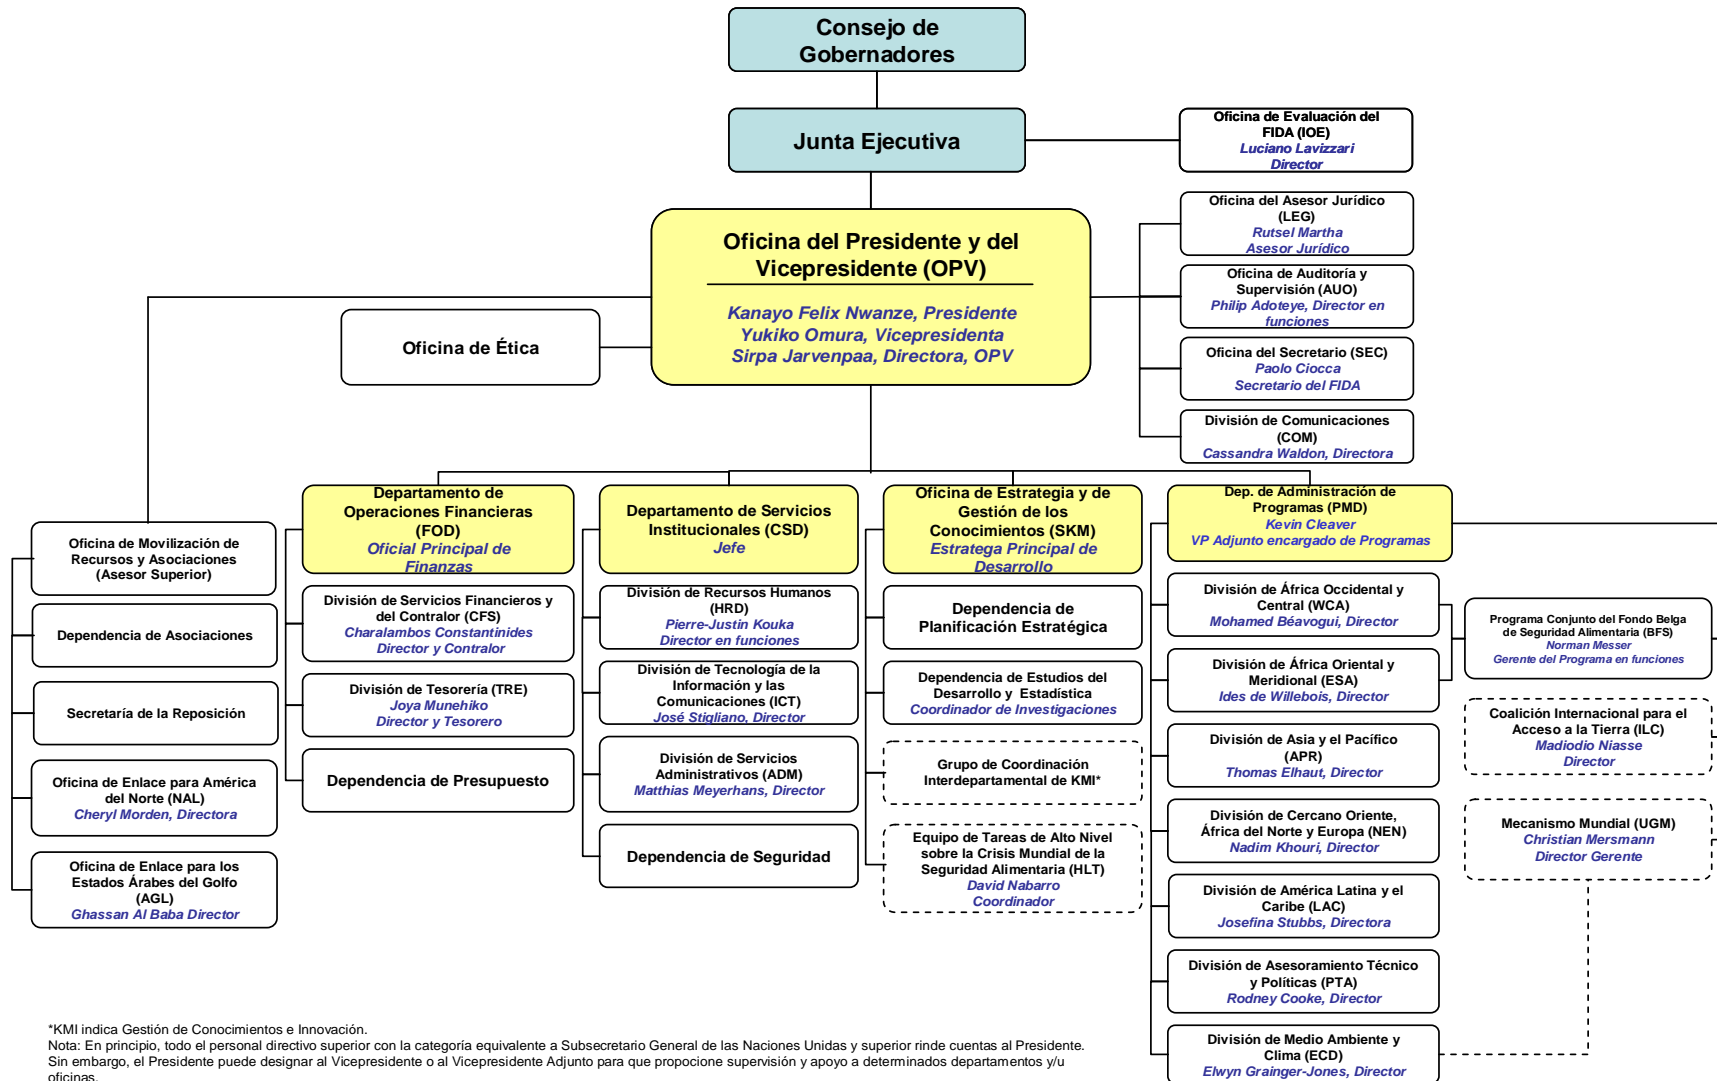 Consejo de
Gobernadores
Junta Ejecutiva
Oficina de Evaluación del
FIDA (IOE)
Luciano Lavizzari
Director
Oficina del Presidente y del
Vicepresidente (OPV)
Kanayo Felix Nwanze, Presidente
Yukiko Omura, Vicepresidenta
Sirpa Jarvenpaa, Directora, OPV
Oficina de Ética
Oficina del Asesor Jurídico
(LEG)
Rutsel Martha
Asesor Jurídico
Oficina de Auditoría y
Supervisión (AUO)
Philip Adoteye, Director en
funciones
Oficina del Secretario (SEC)
Paolo Ciocca
Secretario del FIDA
División de Comunicaciones
(COM)
Cassandra Waldon, Directora
Oficina de Movilización de
Recursos y Asociaciones
(Asesor Superior)
Dependencia de Asociaciones
Secretaría de la Reposición
Oficina de Enlace para América
del Norte (NAL)
Cheryl Morden, Directora
Oficina de Enlace para los
Estados Árabes del Golfo
(AGL)
Ghassan Al Baba Director
Departamento de
Operaciones Financieras
(FOD)
Oficial Principal de
Finanzas
División de Servicios Financieros y
del Contralor (CFS)
Charalambos Constantinides
Director y Contralor
División de Tesorería (TRE)
Joya Munehiko
Director y Tesorero
Dependencia de Presupuesto
Departamento de Servicios
Institucionales (CSD)
Jefe
División de Recursos Humanos
(HRD)
Pierre-Justin Kouka
Director en funciones
División de Tecnología de la
Información y las
Comunicaciones (ICT)
José Stigliano, Director
División de Servicios
Administrativos (ADM)
Matthias Meyerhans, Director
Dependencia de Seguridad
Oficina de Estrategia y de
Gestión de los
Conocimientos (SKM)
Estratega Principal de
Desarrollo
Dependencia de
Planificación Estratégica
Dependencia de Estudios del
Desarrollo y Estadística
Coordinador de Investigaciones
Grupo de Coordinación
Interdepartamental de KMI*
Equipo de Tareas de Alto Nivel
sobre la Crisis Mundial de la
Seguridad Alimentaria (HLT)
David Nabarro
Coordinador
Dep. de Administración de
Programas (PMD)
Kevin Cleaver
VP Adjunto encargado de Programas
División de África Occidental y
Central (WCA)
Mohamed Béavogui, Director
División de África Oriental y
Meridional (ESA)
Ides de Willebois, Director
División de Asia y el Pacífico
(APR)
Thomas Elhaut, Director
División de Cercano Oriente,
África del Norte y Europa (NEN)
Nadim Khouri, Director
División de América Latina y el
Caribe (LAC)
Josefina Stubbs, Directora
División de Asesoramiento Técnico
y Políticas (PTA)
Rodney Cooke, Director
División de Medio Ambiente y
Clima (ECD)
Elwyn Grainger-Jones, Director
Programa Conjunto del Fondo Belga
de Seguridad Alimentaria (BFS)
Norman Messer
Gerente del Programa en funciones
Coalición Internacional para el
Acceso a la Tierra (ILC)
Madiodio Niasse
Director
Mecanismo Mundial (UGM)
Christian Mersmann
Director Gerente
*KMI indica Gestión de Conocimientos e Innovación.
Nota: En principio, todo el personal directivo superior con la categoría equivalente a Subsecretario General de las Naciones Unidas y superior rinde cuentas al Presidente.
Sin embargo, el Presidente puede designar al Vicepresidente o al Vicepresidente Adjunto para que propocione supervisión y apoyo a determinados departamentos y/u
oficinas.